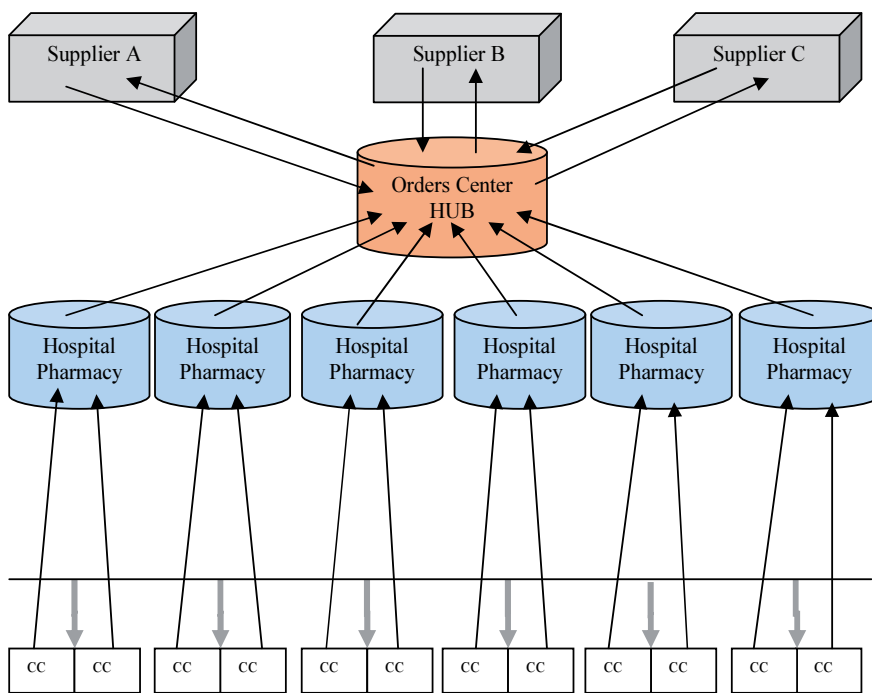 Supplier A
Supplier B
Supplier C
Orders Center
HUB
Hospital
Pharmacy
Hospital
Pharmacy
Hospital
Pharmacy
Hospital
Pharmacy
Hospital
Pharmacy
Hospital
Pharmacy
cc cc cc cc cc cc cc cc cc cc cc cc